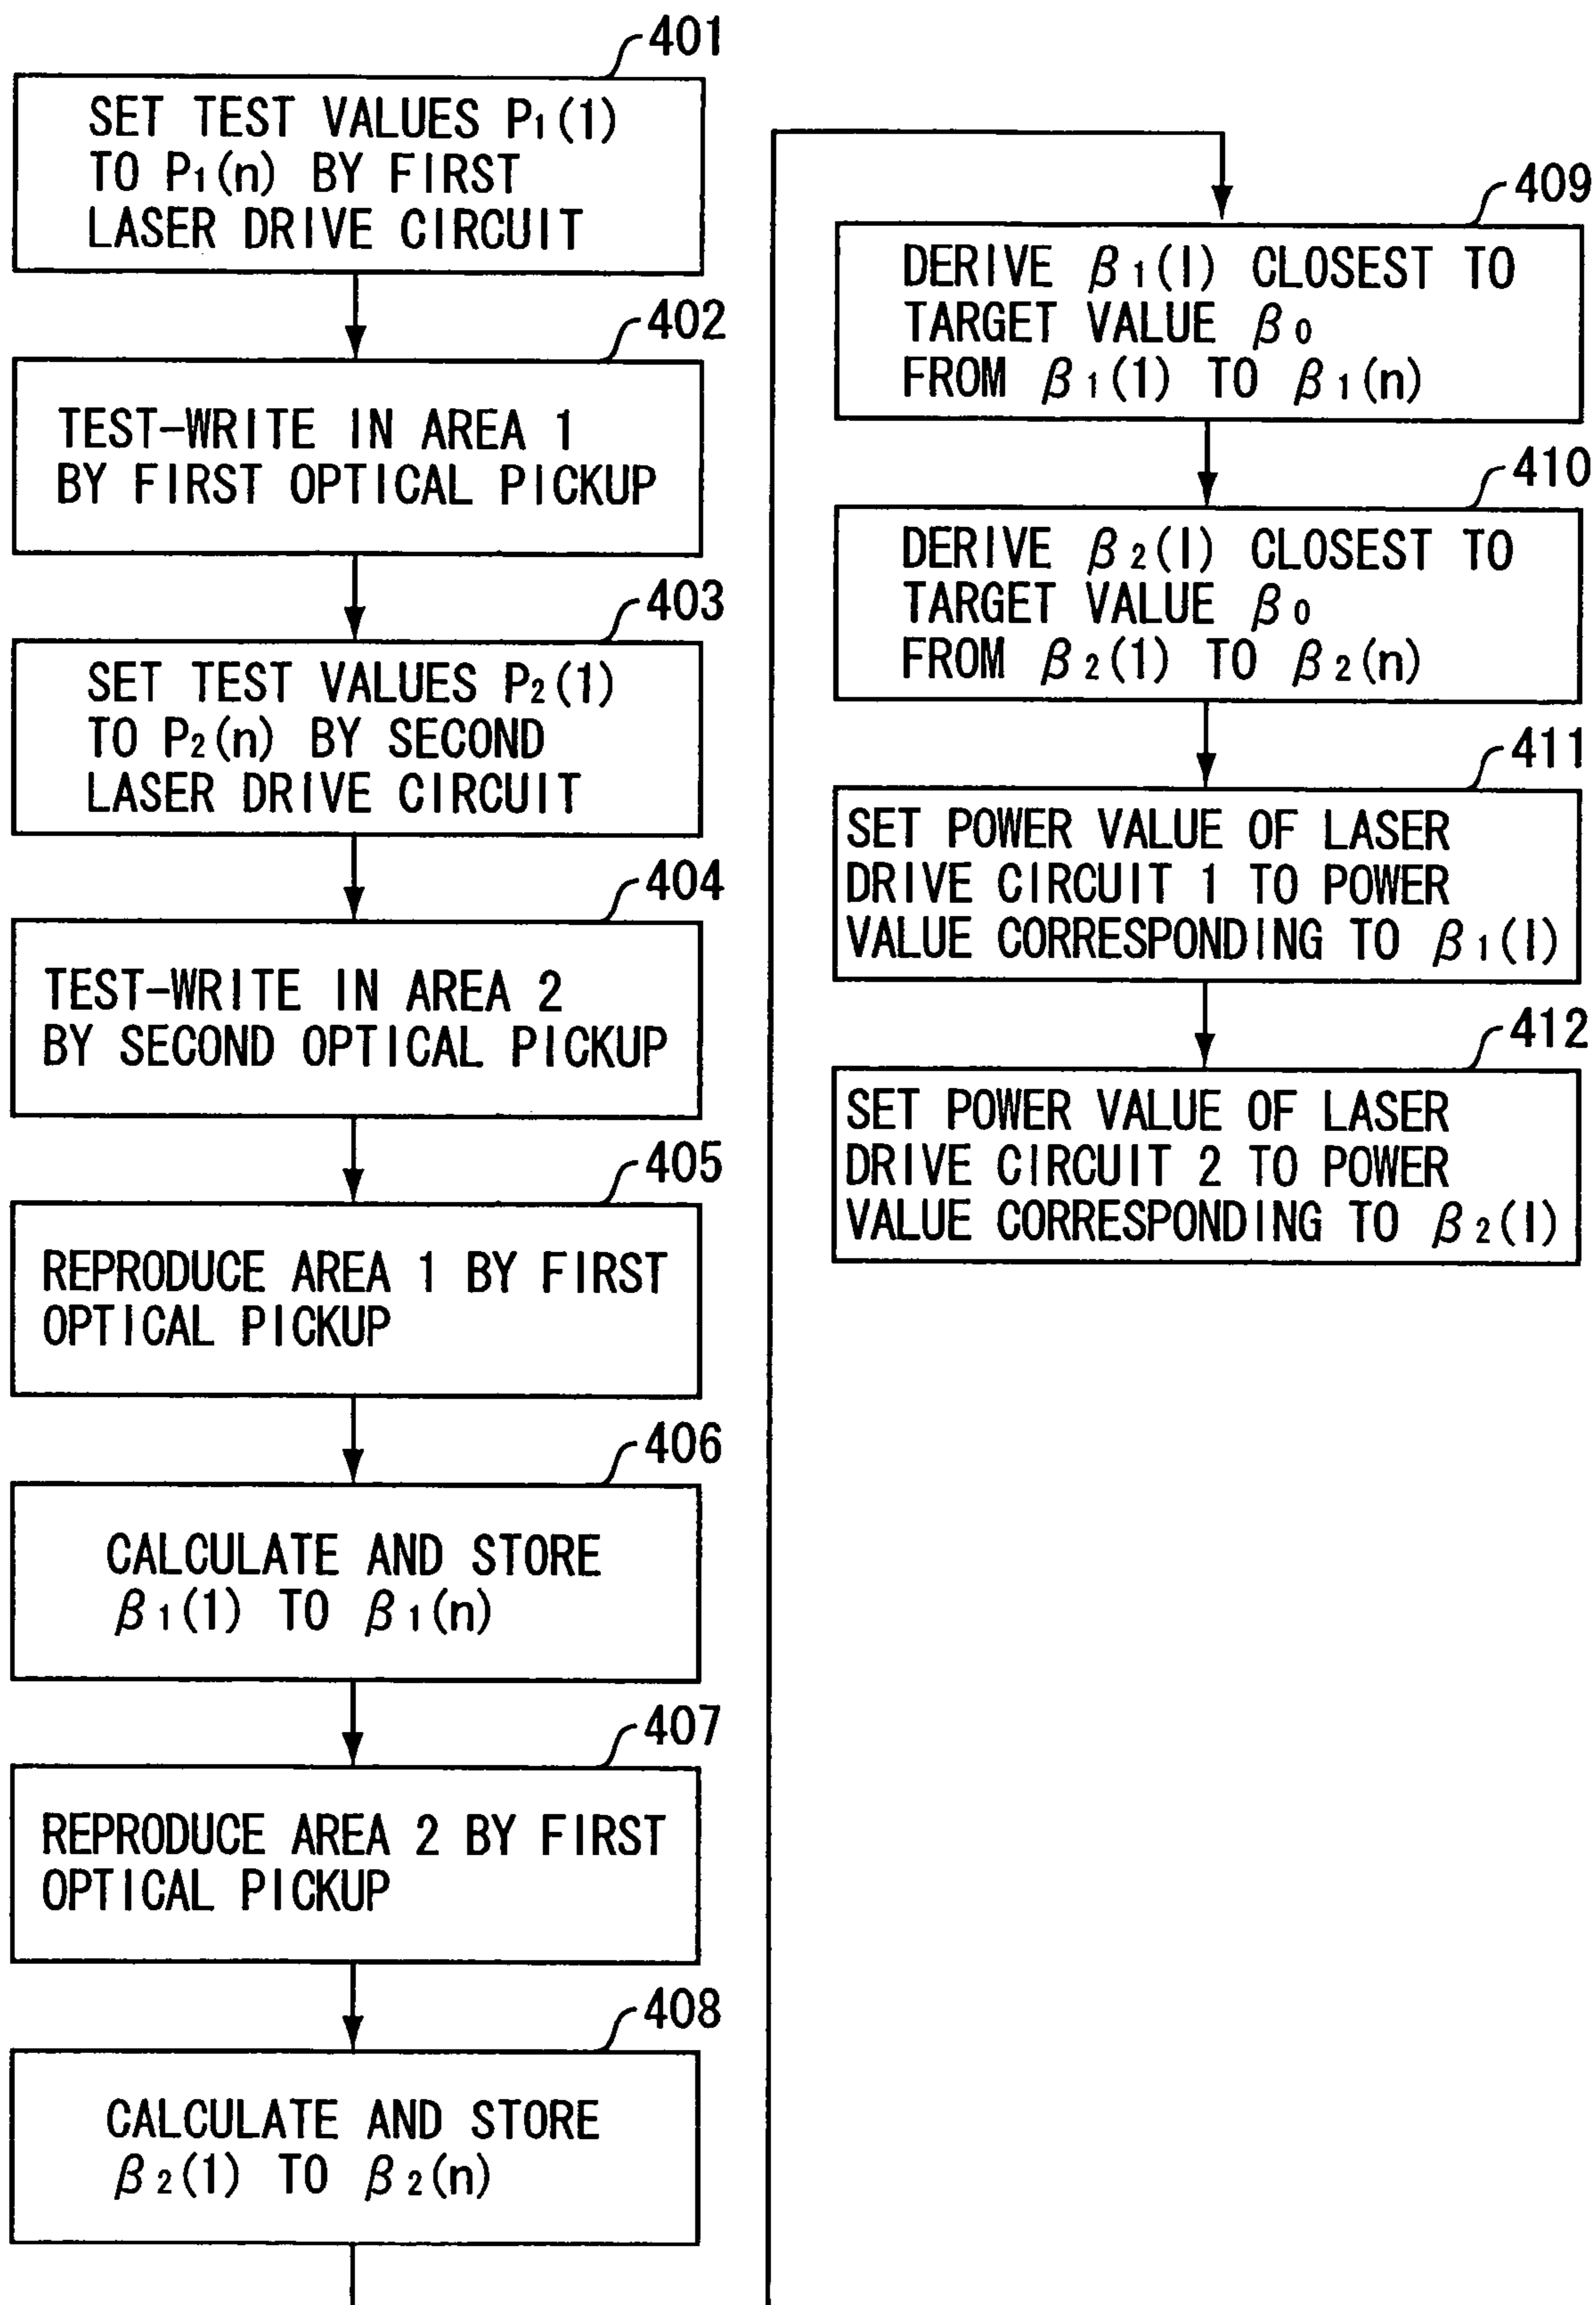 401
SET TEST VALUES P₁(1)
TO P₁(n) BY FIRST
LASER DRIVE CIRCUIT
402
TEST-WRITE IN AREA 1
BY FIRST OPTICAL PICKUP
403
SET TEST VALUES P₂(1)
TO P₂(n) BY SECOND
LASER DRIVE CIRCUIT
404
TEST-WRITE IN AREA 2
BY SECOND OPTICAL PICKUP
405
REPRODUCE AREA 1 BY FIRST
OPTICAL PICKUP
406
CALCULATE AND STORE
β₁(1) TO β₁(n)
407
REPRODUCE AREA 2 BY FIRST
OPTICAL PICKUP
408
CALCULATE AND STORE
β₂(1) TO β₂(n)
409
DERIVE β₁(I) CLOSEST TO
TARGET VALUE β₀
FROM β₁(1) TO β₁(n)
410
DERIVE β₂(I) CLOSEST TO
TARGET VALUE β₀
FROM β₂(1) TO β₂(n)
411
SET POWER VALUE OF LASER
DRIVE CIRCUIT 1 TO POWER
VALUE CORRESPONDING TO β₁(I)
412
SET POWER VALUE OF LASER
DRIVE CIRCUIT 2 TO POWER
VALUE CORRESPONDING TO β₂(I)